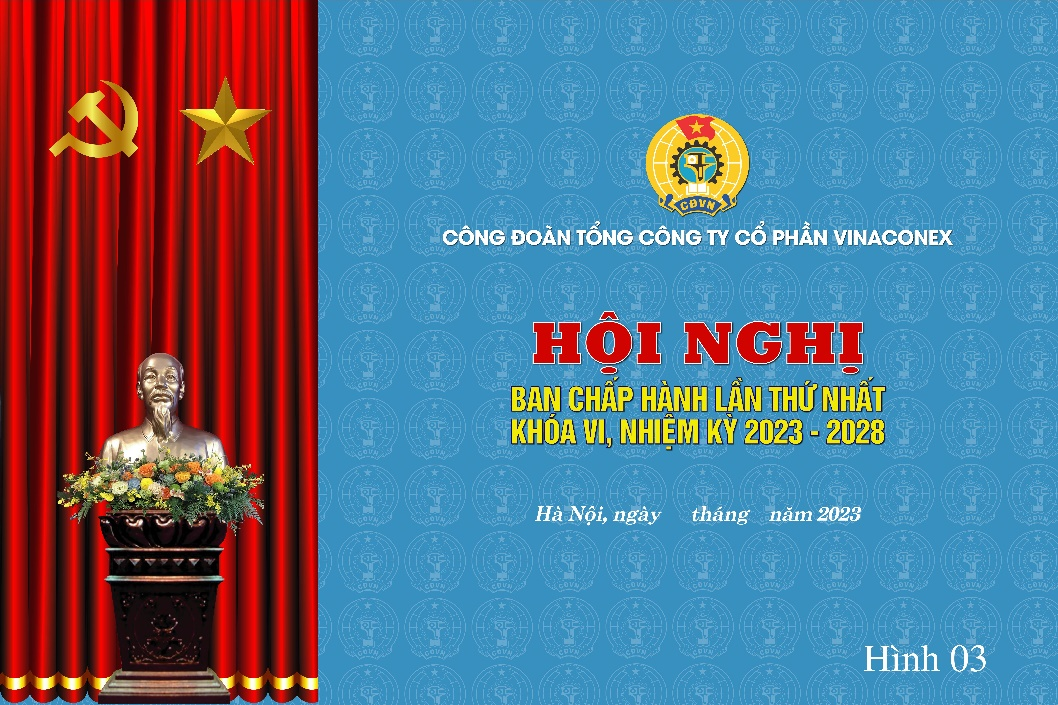 CĐVN
CÔNG ĐOÀN TỔNG CÔNG TY CỔ PHẦN VINACONEX
HỘI NGHỊ
BAN CHẤP HÀNH LẦN THỨ NHẤT
KHÓA VI, NHIỆM KỲ 2023 - 2028
Hà Nội, ngày tháng năm 2023
Hình 03